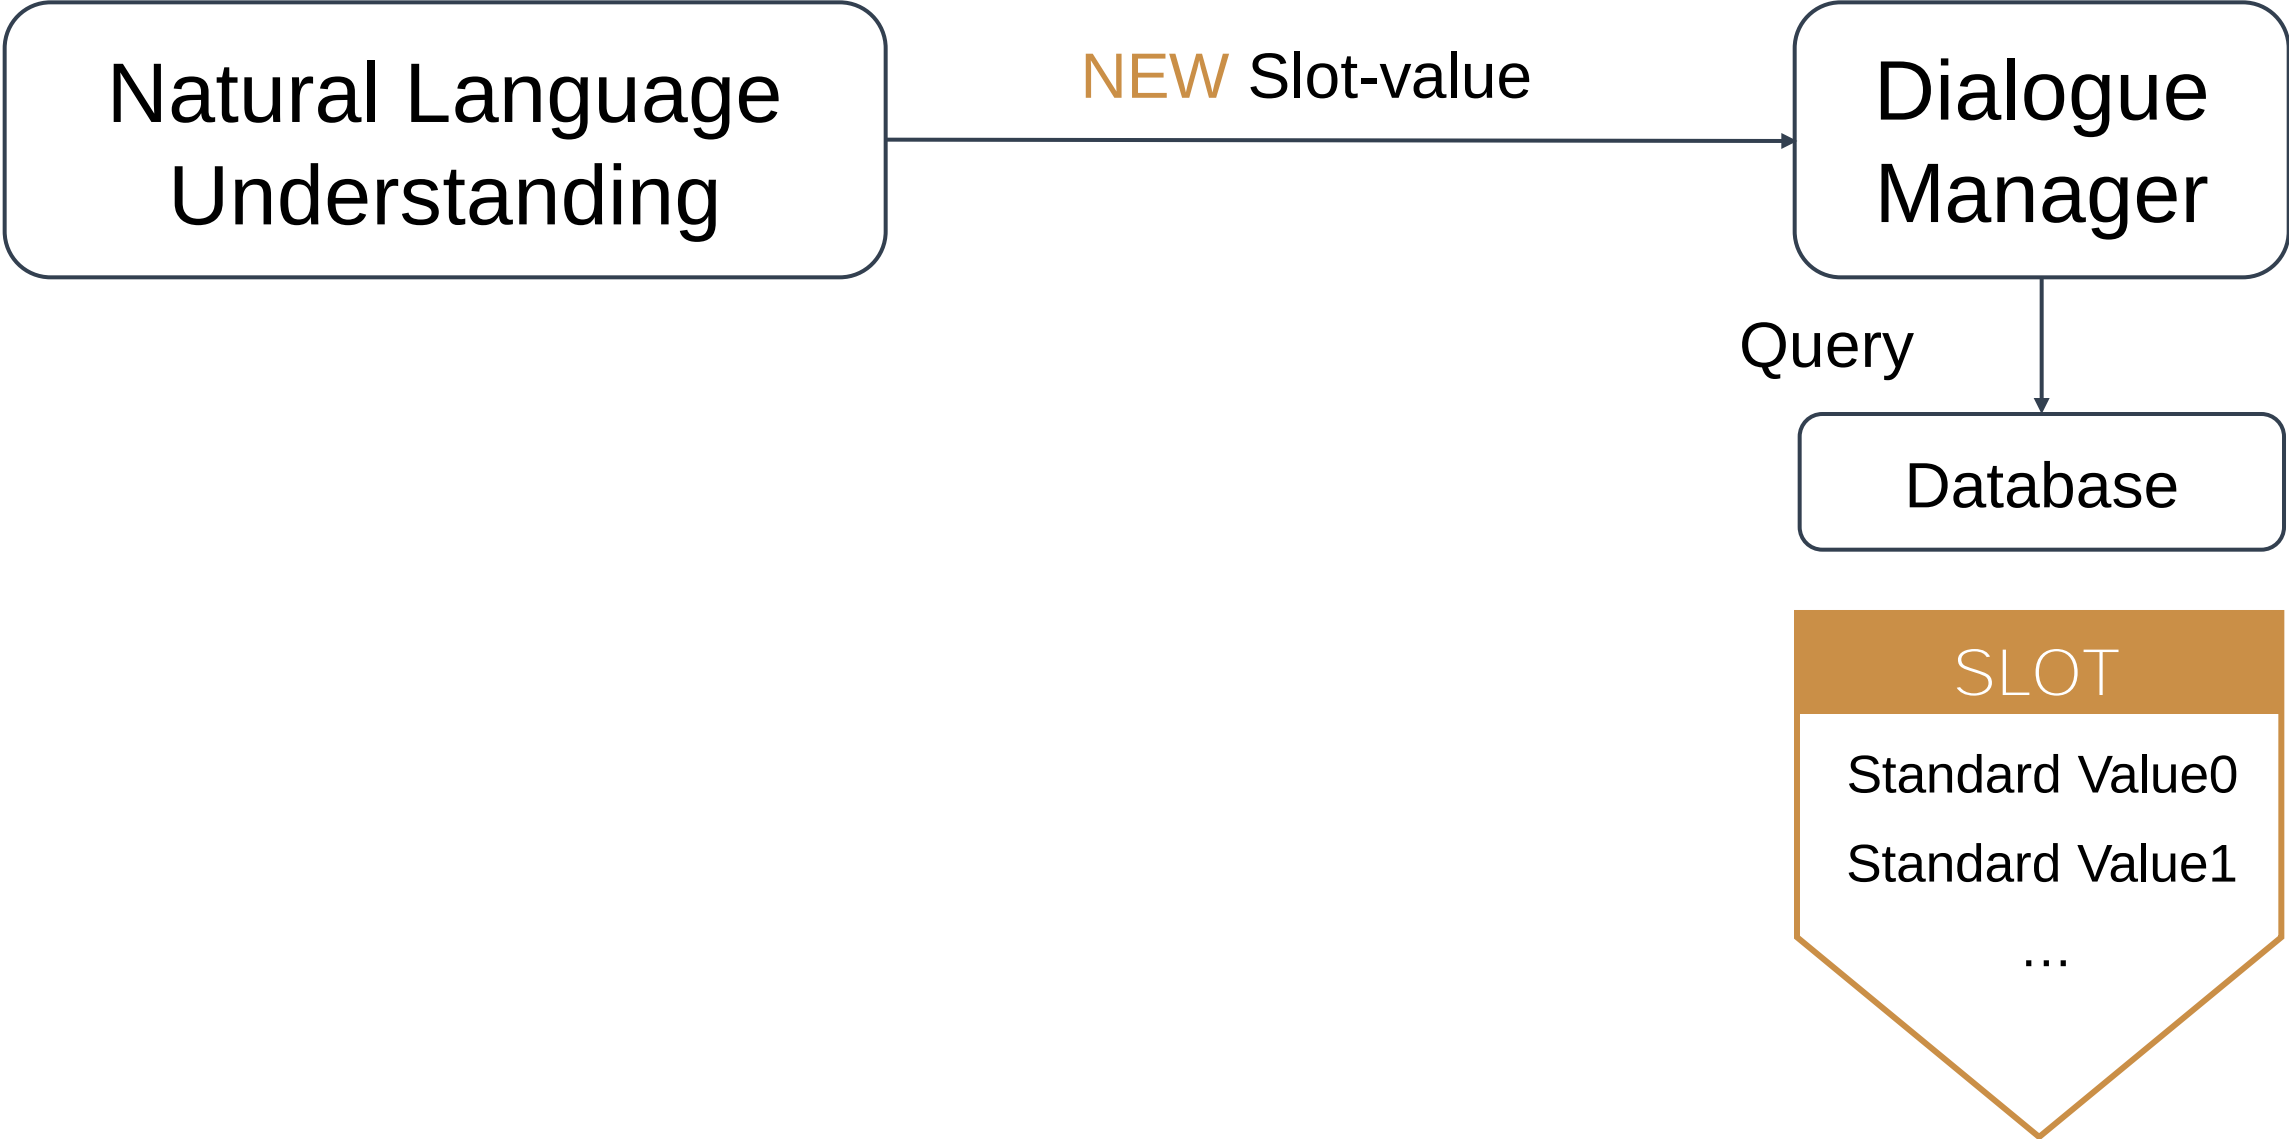 Natural Language
Understanding
NEW Slot-value
Dialogue
Manager
Query
Database
SLOT
Standard Value0
Standard Value1
...